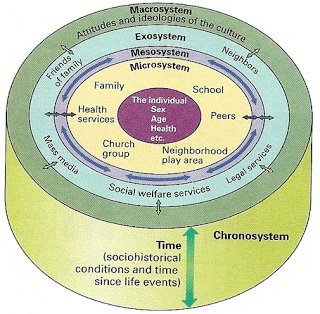 Macrosystem
Attitudes and ideologies of the culture
Exosystem
Mesosystem
Microsystem
Friends
of family
Neighbors
Family
School
The individual
Sex
Age
Health
etc.
Health
services
Peers
Church
group
Neighborhood
play area
Mass media
Social welfare services
Legal services
Time
(sociohistorical
conditions and time
since life events)
Chronosystem